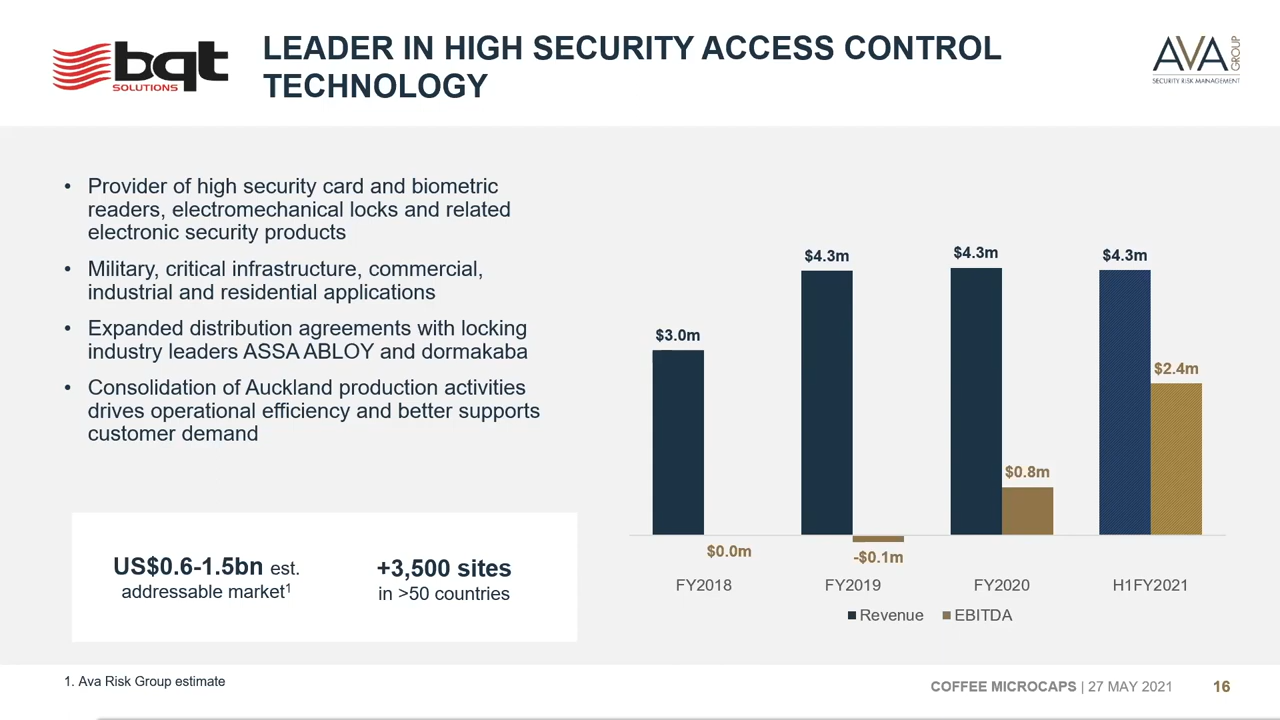 bqt
SOLUTIONS
LEADER IN HIGH SECURITY ACCESS CONTROL
TECHNOLOGY
AVA
GROUP
SECURITY RISK MANAGEMENT
• Provider of high security card and biometric
readers, electromechanical locks and related
electronic security products
• Military, critical infrastructure, commercial,
industrial and residential applications
• Expanded distribution agreements with locking
industry leaders ASSA ABLOY and dormakaba
• Consolidation of Auckland production activities
drives operational efficiency and better supports
customer demand
US$0.6-1.5bn est.
addressable market1
+3,500 sites
in >50 countries
$3.0m
$0.0m
$4.3m
-$0.1m
$4.3m
$0.8m
$4.3m
$2.4m
FY2018
FY2019
FY2020
H1FY2021
Revenue
EBITDA
1. Ava Risk Group estimate
COFFEE MICROCAPS | 27 MAY 2021
16